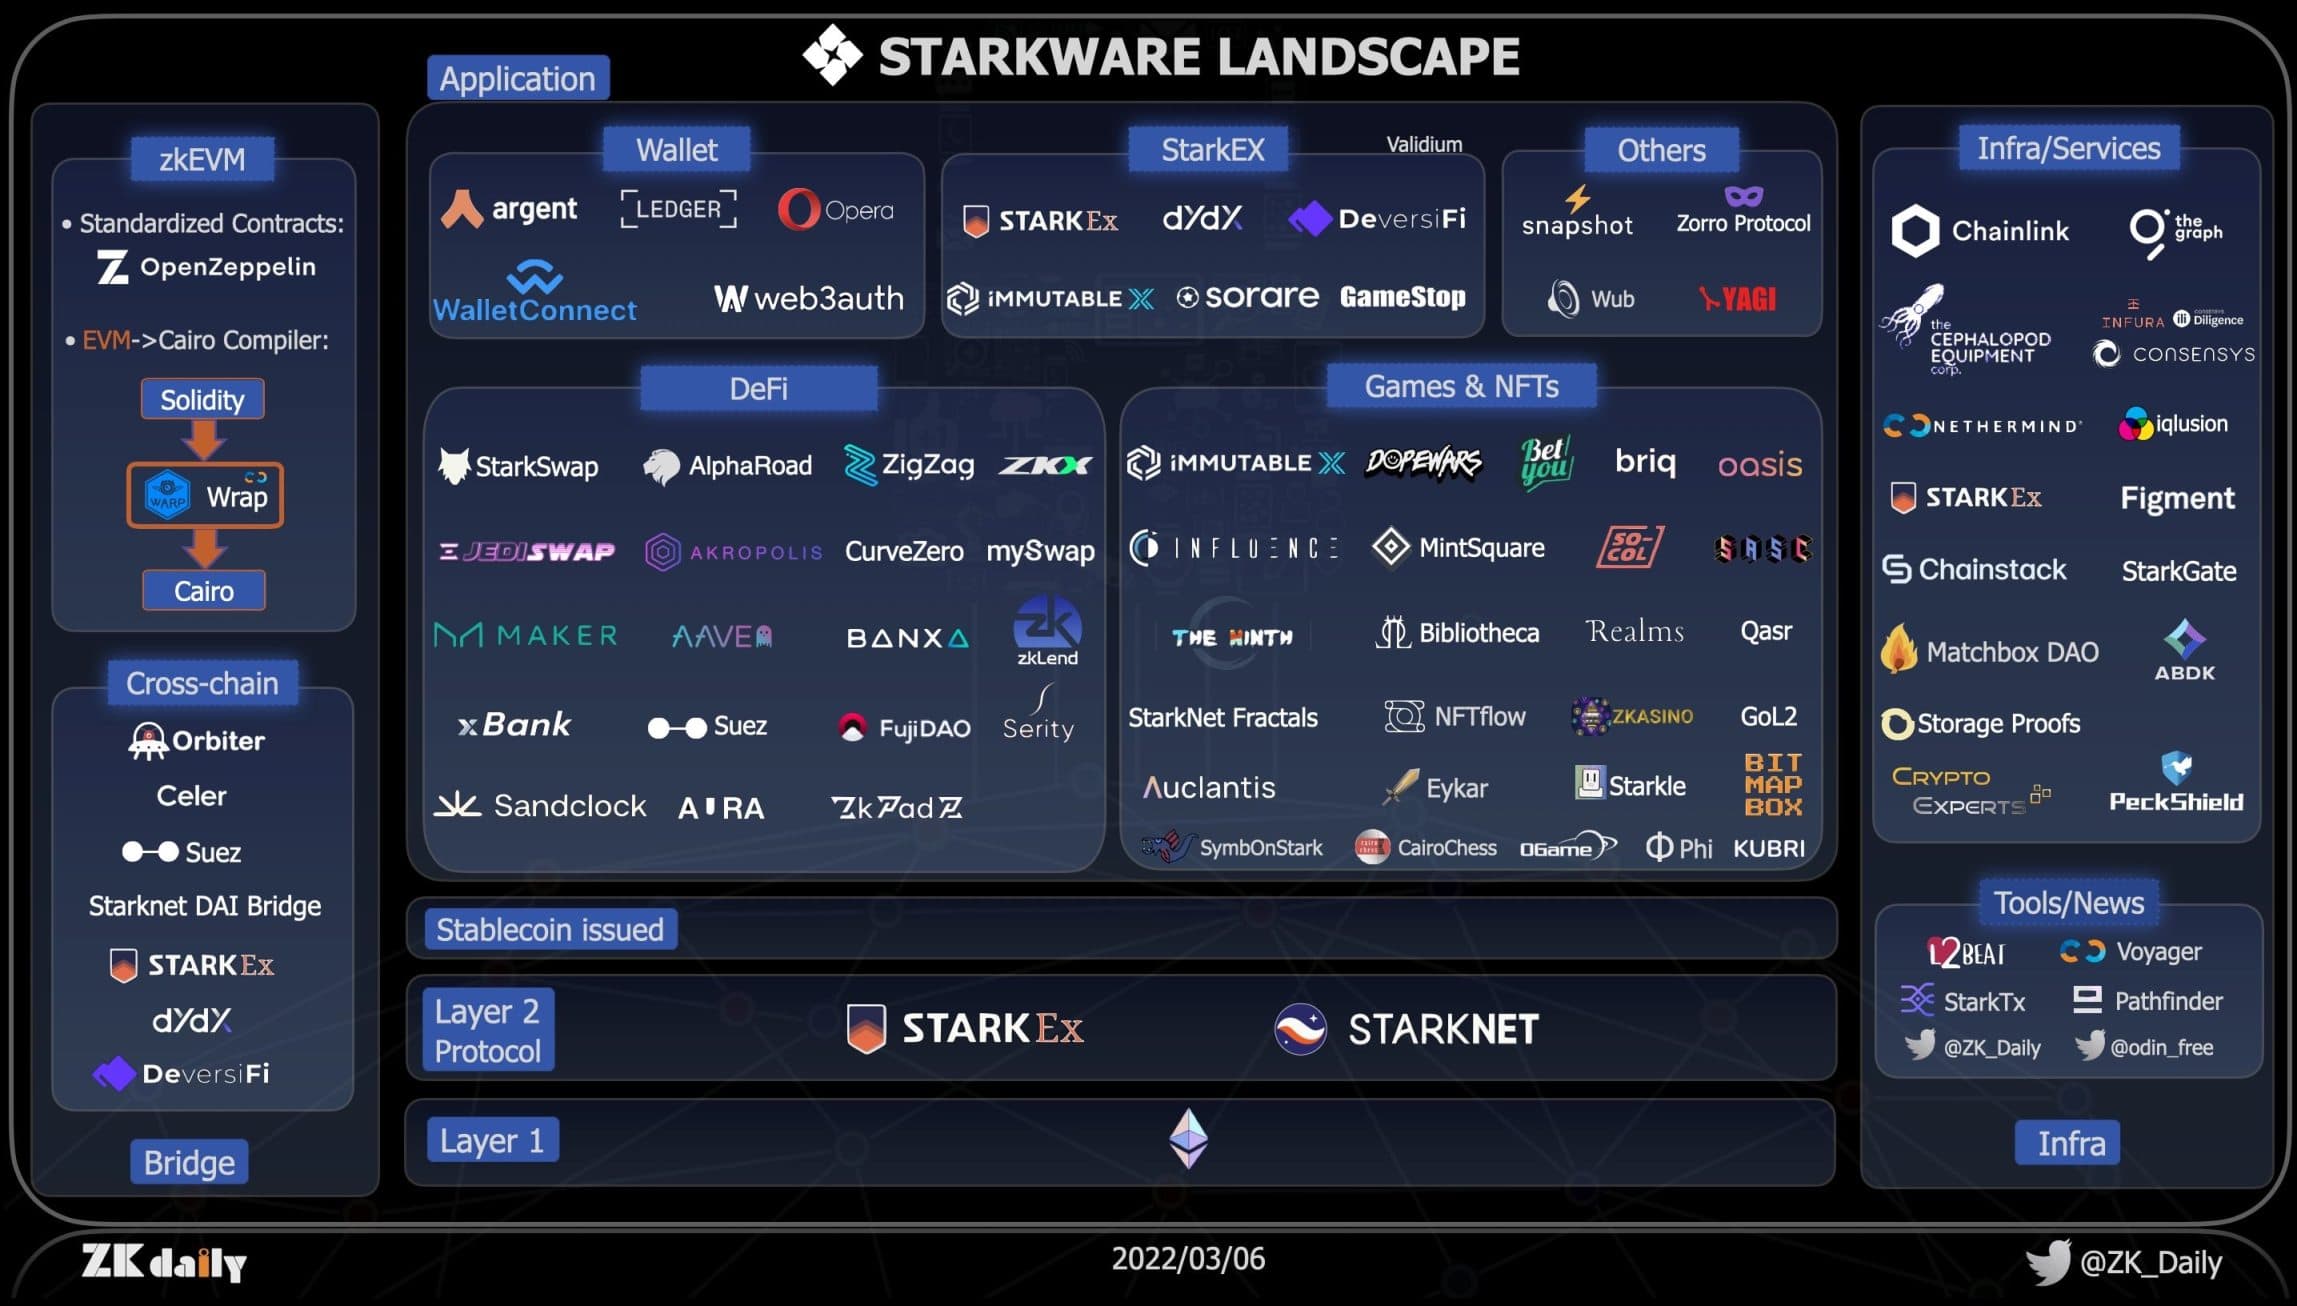 STARKWARE LANDSCAPE
zkEVM
• Standardized Contracts:
OpenZeppelin
• EVM->Cairo Compiler:
Solidity
WARP Wrap
Cairo
Cross-chain
Orbiter
Celer
Suez
Starknet DAI Bridge
STARKEx
dYdX
DeversiFi
Bridge
Application
Wallet
argent LEDGER Opera
WalletConnect web3auth
StarkEX
Validium
STARKEx dYdX DeversiFi
iMMUTABLE X sorare GameStop
Others
snapshot Zorro Protocol
Wub YAGI
DeFi
StarkSwap AlphaRoad ZigZag ZKX
JEDISWAP AKROPOLIS CurveZero mySwap
MAKER AAVE BANXA zk
zkLend
xBank Suez FujiDAO Serity
Sandclock AURA ZkPadZ
Games & NFTs
iMMUTABLE X DOPEWARS Bet you! briq oasis
INFLUENCE MintSquare SO-COL SASC
THE NINTH Bibliotheca Realms Qasr
StarkNet Fractals NFTflow ZKASINO GoL2
Auclantis Eykar Starkle BIT
MAP
BOX
SymbOnStark CairoChess OGame Phi KUBRI
Stablecoin issued
Layer 2
Protocol
STARKEx STARKNET
Layer 1
Infra/Services
Chainlink the
graph
the
CEPHALOPOD
EQUIPMENT
corp.
INFURA Diligence
CONSENSYS
NETHERMIND iqlusion
STARKEx Figment
Chainstack StarkGate
Matchbox DAO ABDK
Storage Proofs
CRYPTO
EXPERTS PeckShield
Tools/News
L2BEAT Voyager
StarkTx Pathfinder
@ZK_Daily @odin_free
Infra
ZK daily 2022/03/06 @ZK_Daily